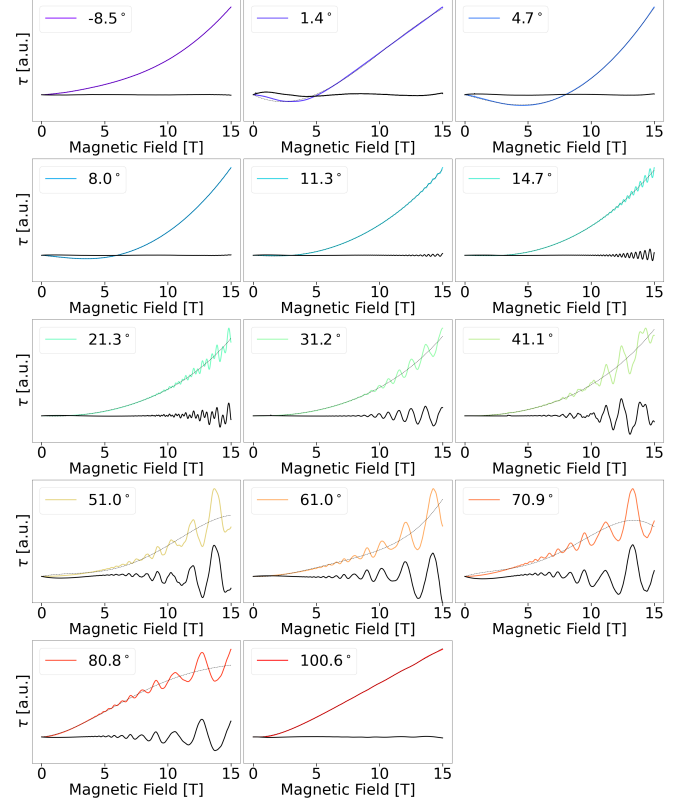 -8.5°
1.4°
4.7°
τ [a.u.]
0 5 10 15
0 5 10 15
0 5 10 15
Magnetic Field [T]
Magnetic Field [T]
Magnetic Field [T]
8.0°
11.3°
14.7°
τ [a.u.]
0 5 10 15
0 5 10 15
0 5 10 15
Magnetic Field [T]
Magnetic Field [T]
Magnetic Field [T]
21.3°
31.2°
41.1°
τ [a.u.]
0 5 10 15
0 5 10 15
0 5 10 15
Magnetic Field [T]
Magnetic Field [T]
Magnetic Field [T]
51.0°
61.0°
70.9°
τ [a.u.]
0 5 10 15
0 5 10 15
0 5 10 15
Magnetic Field [T]
Magnetic Field [T]
Magnetic Field [T]
80.8°
100.6°
τ [a.u.]
0 5 10 15
0 5 10 15
Magnetic Field [T]
Magnetic Field [T]